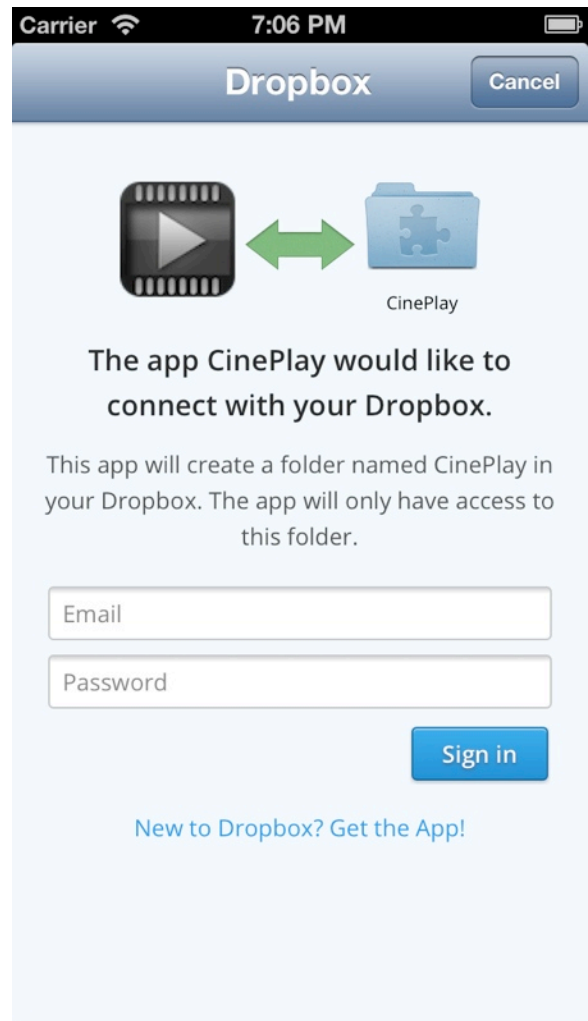 Carrier 7:06 PM
Dropbox Cancel
CinePlay
The app CinePlay would like to
connect with your Dropbox.
This app will create a folder named CinePlay in
your Dropbox. The app will only have access to
this folder.
Email
Password
Sign in
New to Dropbox? Get the App!